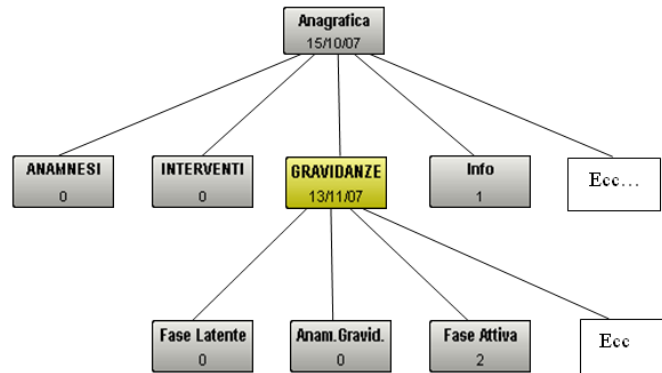 Anagrafica
15/10/07
ANAMNESI
0
INTERVENTI
0
GRAVIDANZE
13/11/07
Info
1
Ecc...
Fase Latente
0
Anam.Gravid.
0
Fase Attiva
2
Ecc